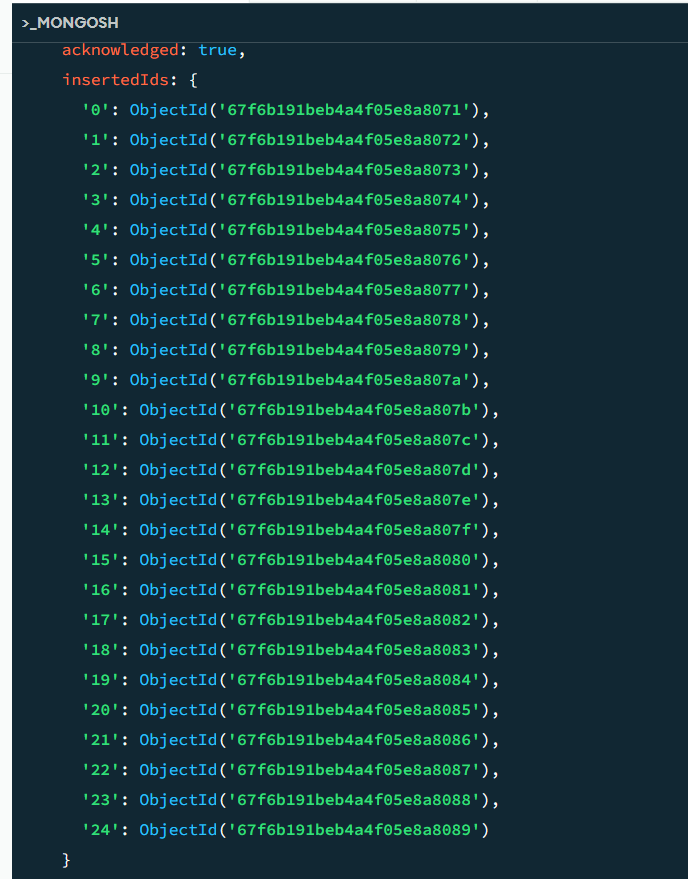 >_MONGOSH
acknowledged: true,
insertedIds: {
'0': ObjectId('67f6b191beb4a4f05e8a8071'),
'1': ObjectId('67f6b191beb4a4f05e8a8072'),
'2': ObjectId('67f6b191beb4a4f05e8a8073'),
'3': ObjectId('67f6b191beb4a4f05e8a8074'),
'4': ObjectId('67f6b191beb4a4f05e8a8075'),
'5': ObjectId('67f6b191beb4a4f05e8a8076'),
'6': ObjectId('67f6b191beb4a4f05e8a8077'),
'7': ObjectId('67f6b191beb4a4f05e8a8078'),
'8': ObjectId('67f6b191beb4a4f05e8a8079'),
'9': ObjectId('67f6b191beb4a4f05e8a807a'),
'10': ObjectId('67f6b191beb4a4f05e8a807b'),
'11': ObjectId('67f6b191beb4a4f05e8a807c'),
'12': ObjectId('67f6b191beb4a4f05e8a807d'),
'13': ObjectId('67f6b191beb4a4f05e8a807e'),
'14': ObjectId('67f6b191beb4a4f05e8a807f'),
'15': ObjectId('67f6b191beb4a4f05e8a8080'),
'16': ObjectId('67f6b191beb4a4f05e8a8081'),
'17': ObjectId('67f6b191beb4a4f05e8a8082'),
'18': ObjectId('67f6b191beb4a4f05e8a8083'),
'19': ObjectId('67f6b191beb4a4f05e8a8084'),
'20': ObjectId('67f6b191beb4a4f05e8a8085'),
'21': ObjectId('67f6b191beb4a4f05e8a8086'),
'22': ObjectId('67f6b191beb4a4f05e8a8087'),
'23': ObjectId('67f6b191beb4a4f05e8a8088'),
'24': ObjectId('67f6b191beb4a4f05e8a8089')
}